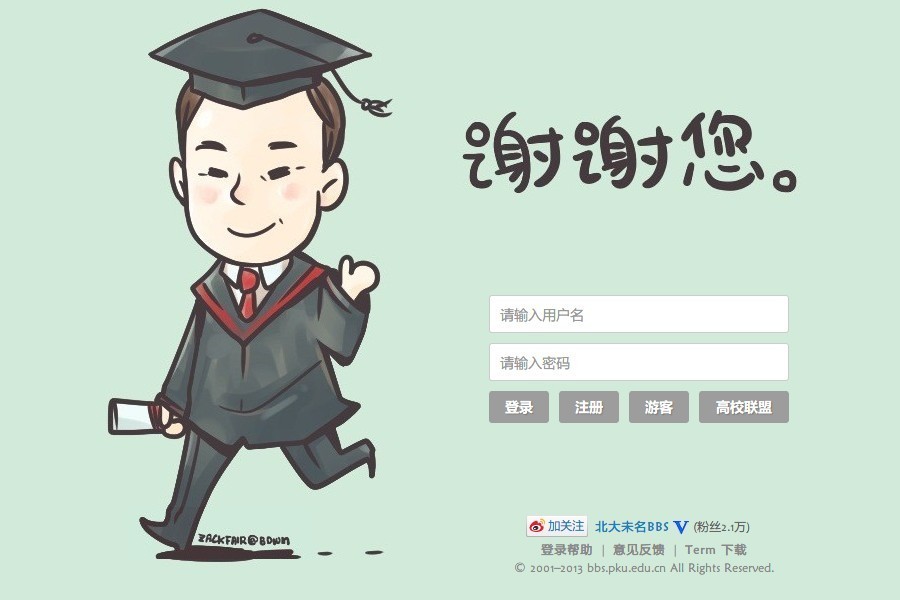 谢谢您。
请输入用户名
请输入密码
登录 注册 游客 高校联盟
ZACKFAIR@BDWM
加关注 北大未名BBS V (粉丝2.1万)
登录帮助 | 意见反馈 | Term 下载
© 2001–2013 bbs.pku.edu.cn All Rights Reserved.